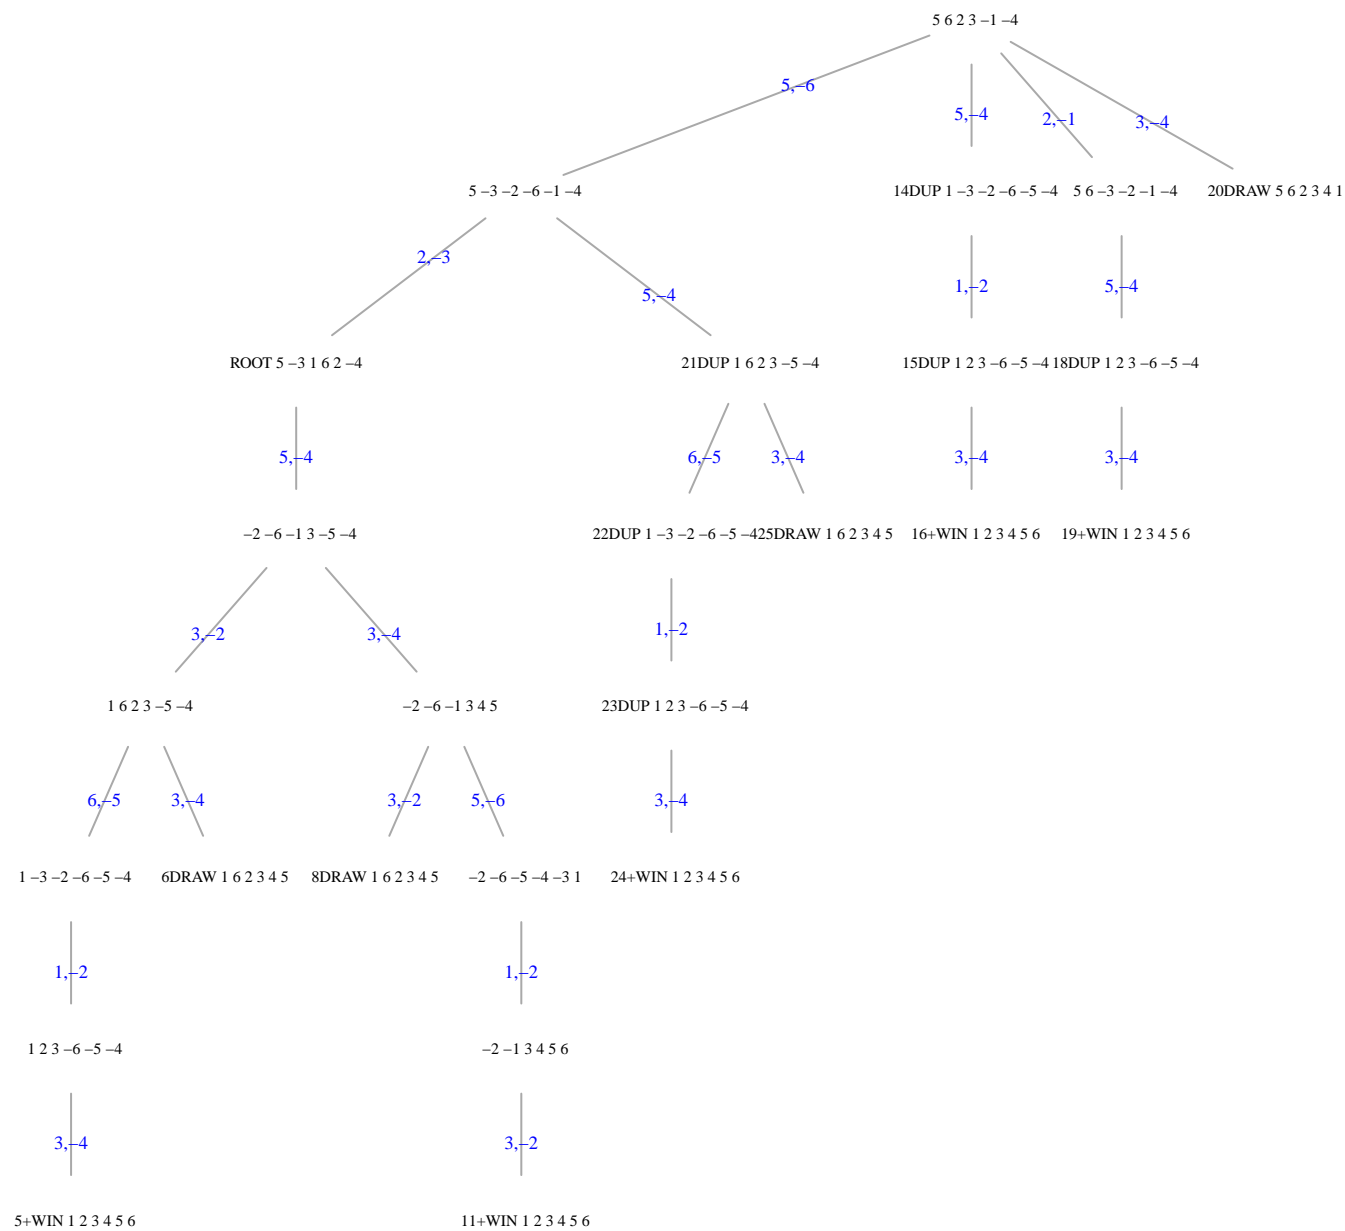 5 6 2 3 −1 −4
5,−6
5,−4
2,−1
3,−4
5 −3 −2 −6 −1 −4
14DUP 1 −3 −2 −6 −5 −4
5 6 −3 −2 −1 −4
20DRAW 5 6 2 3 4 1
2,−3
5,−4
1,−2
5,−4
ROOT 5 −3 1 6 2 −4
21DUP 1 6 2 3 −5 −4
15DUP 1 2 3 −6 −5 −4
18DUP 1 2 3 −6 −5 −4
5,−4
6,−5
3,−4
3,−4
3,−4
−2 −6 −1 3 −5 −4
22DUP 1 −3 −2 −6 −5 −4
25DRAW 1 6 2 3 4 5
16+WIN 1 2 3 4 5 6
19+WIN 1 2 3 4 5 6
3,−2
3,−4
1,−2
1 6 2 3 −5 −4
−2 −6 −1 3 4 5
23DUP 1 2 3 −6 −5 −4
6,−5
3,−4
3,−2
5,−6
3,−4
1 −3 −2 −6 −5 −4
6DRAW 1 6 2 3 4 5
8DRAW 1 6 2 3 4 5
−2 −6 −5 −4 −3 1
24+WIN 1 2 3 4 5 6
1,−2
1,−2
1 2 3 −6 −5 −4
−2 −1 3 4 5 6
3,−4
3,−2
5+WIN 1 2 3 4 5 6
11+WIN 1 2 3 4 5 6